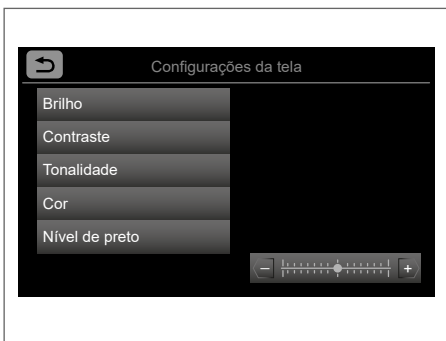 Configurações da tela
Brilho
Contraste
Tonalidade
Cor
Nível de preto
− +